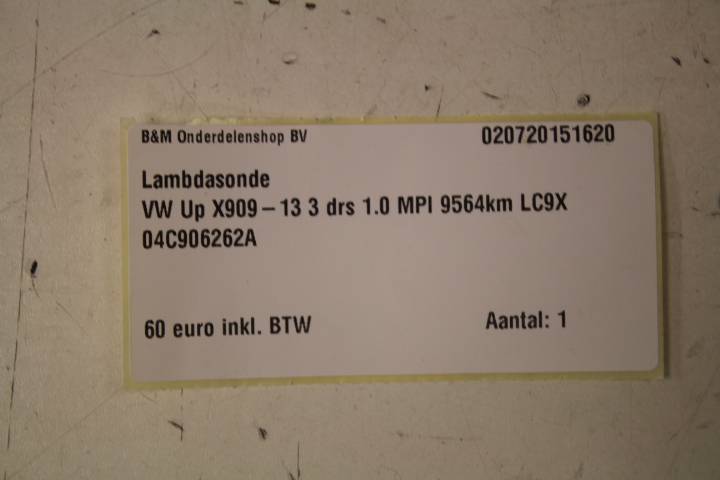 B&M Onderdelenshop BV 020720151620
Lambdasonde
VW Up X909 – 13 3 drs 1.0 MPI 9564km LC9X
04C906262A
60 euro inkl. BTW Aantal: 1